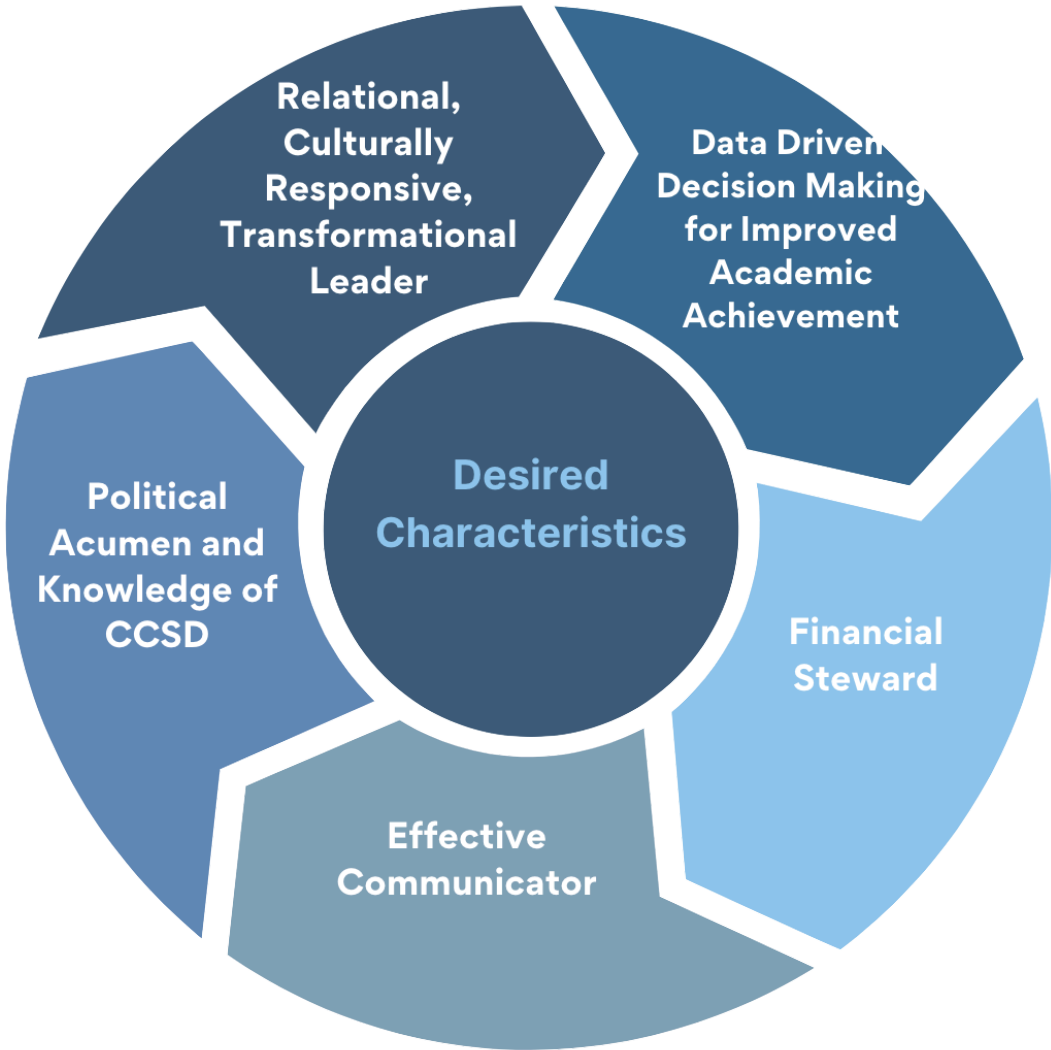 Relational,
Culturally
Responsive,
Transformational
Leader
Data Driven
Decision Making
for Improved
Academic
Achievement
Financial
Steward
Effective
Communicator
Political
Acumen and
Knowledge of
CCSD
Desired
Characteristics